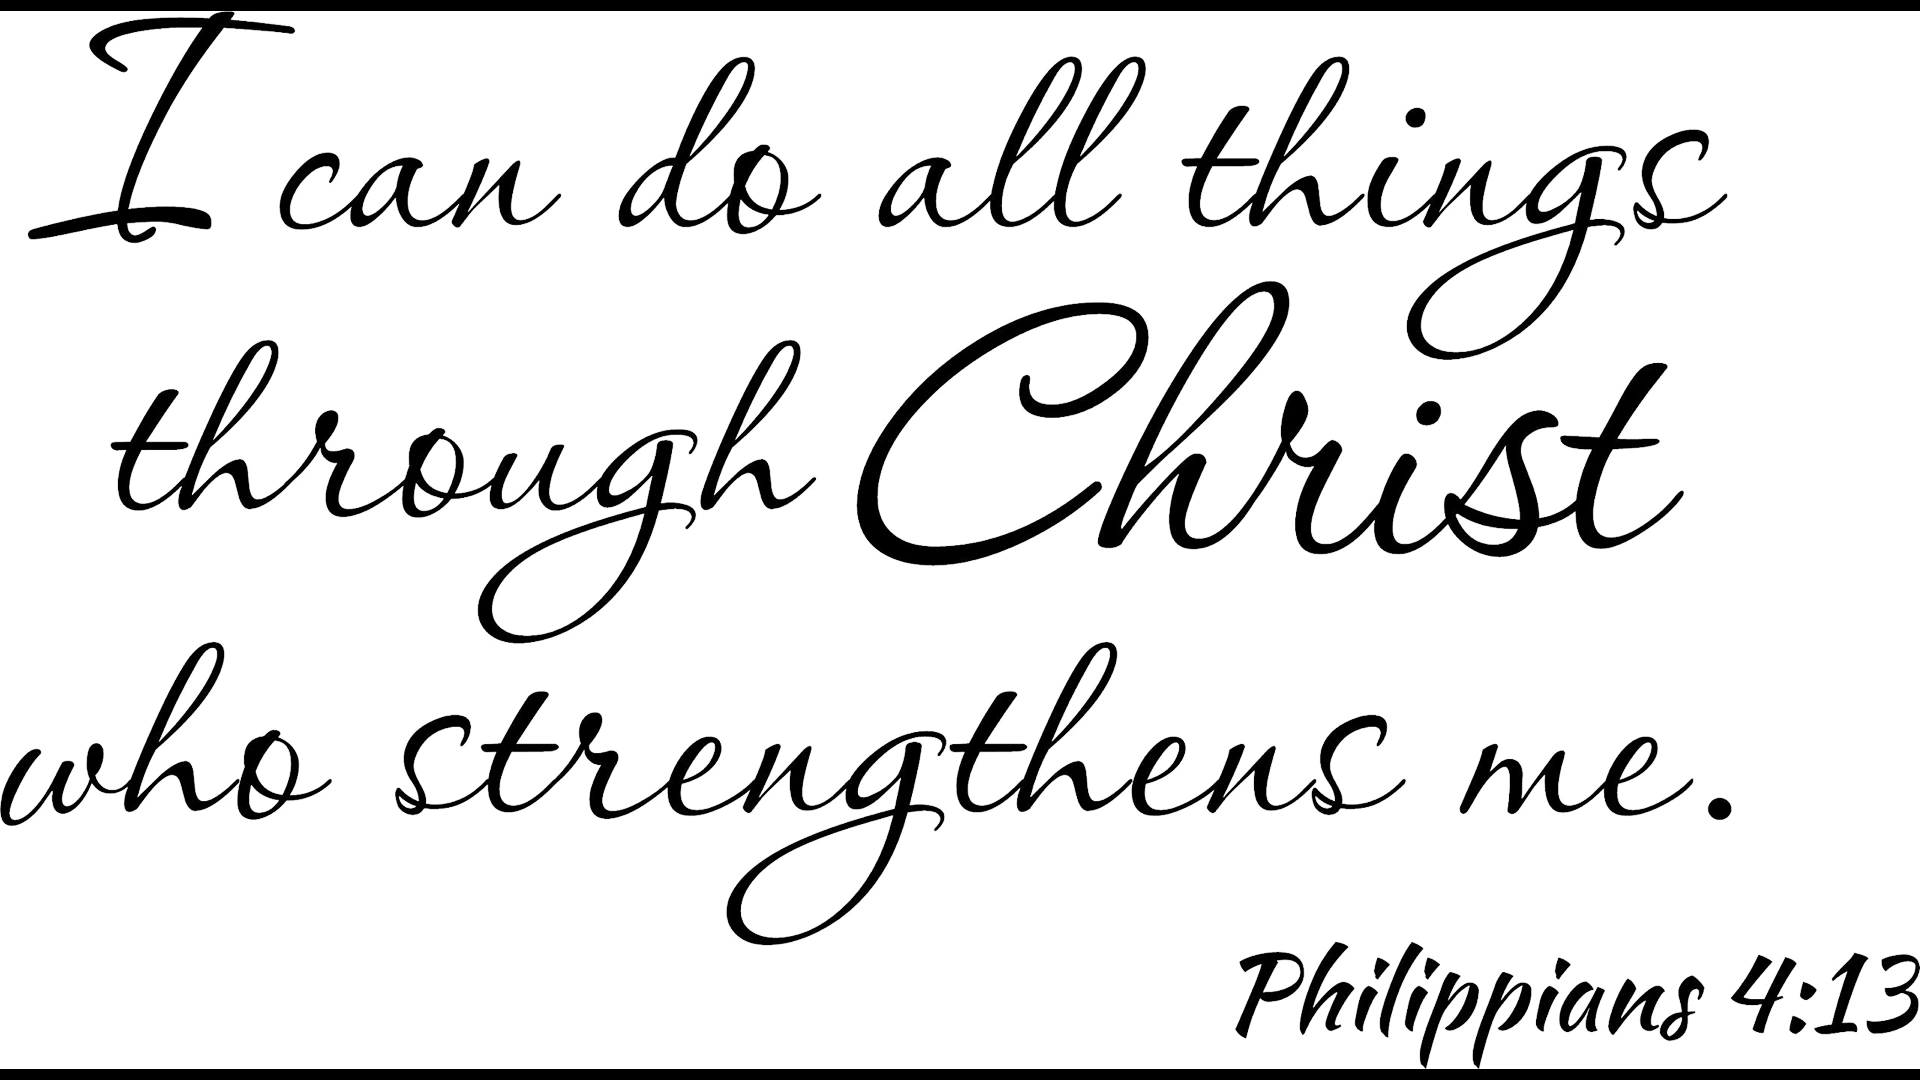 I can do all things
through Christ
who strengthens me.
Philippians 4:13